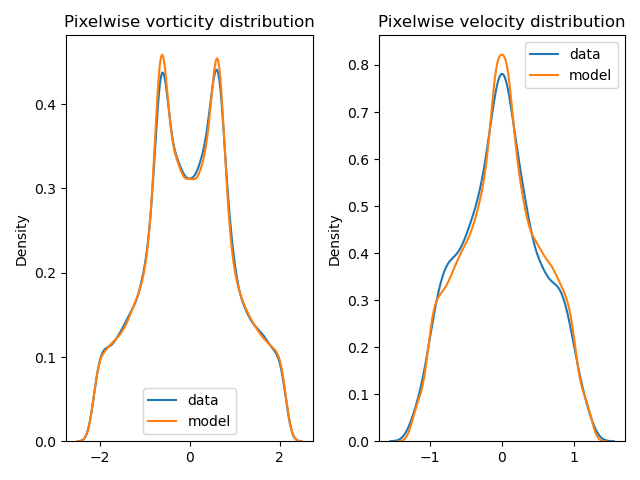 Pixelwise vorticity distribution
Density
0.0
0.1
0.2
0.3
0.4
−2
0
2
data
model
Pixelwise velocity distribution
Density
0.0
0.1
0.2
0.3
0.4
0.5
0.6
0.7
0.8
−1
0
1
data
model